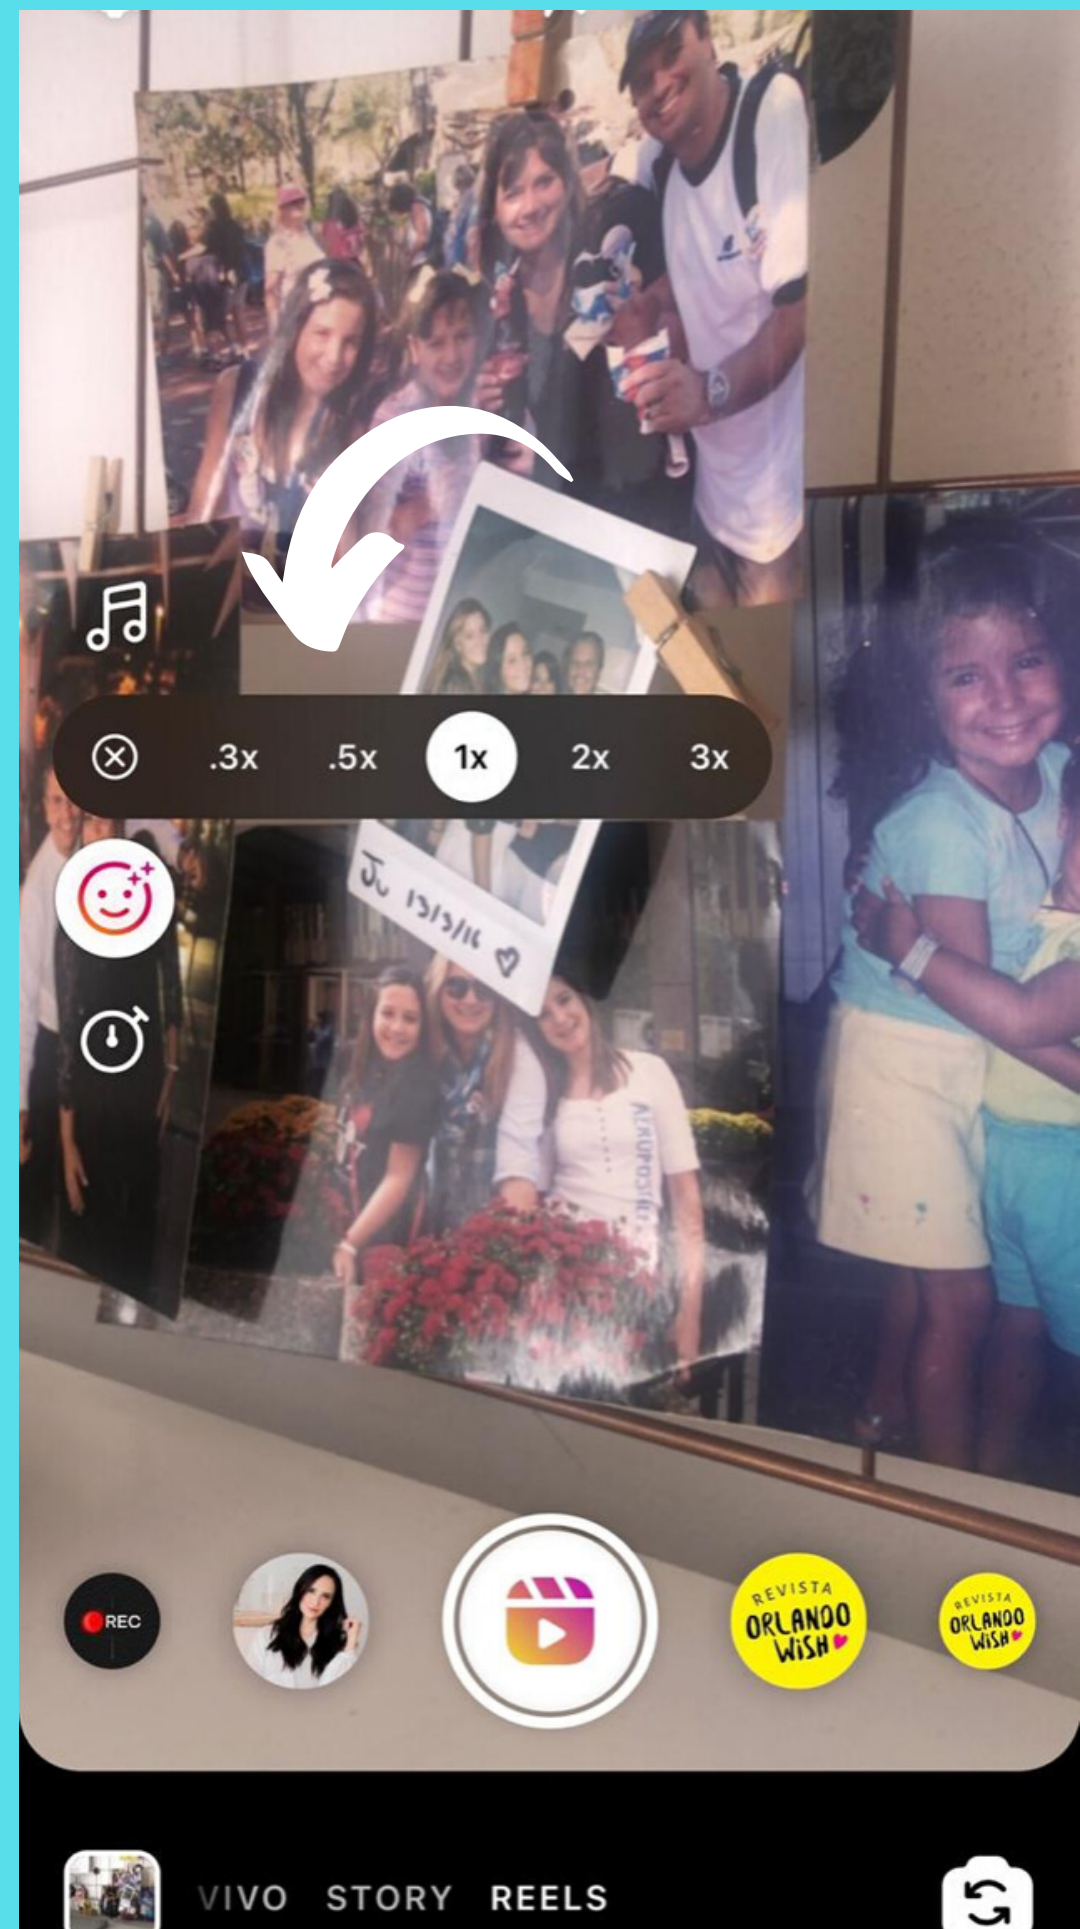 .3x .5x 1x 2x 3x
Ju 13/3/16
AÉROPOSTALE
REC
REVISTA
ORLANDO
WiSH
REVISTA
ORLANDO
WiSH
VIVO STORY REELS